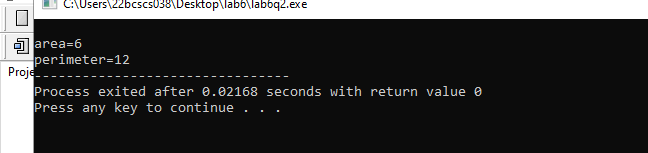 C:\Users\22bcscs038\Desktop\lab6\lab6q2.exe
area=6
perimeter=12
--------------------------------
Process exited after 0.02168 seconds with return value 0
Press any key to continue . . .